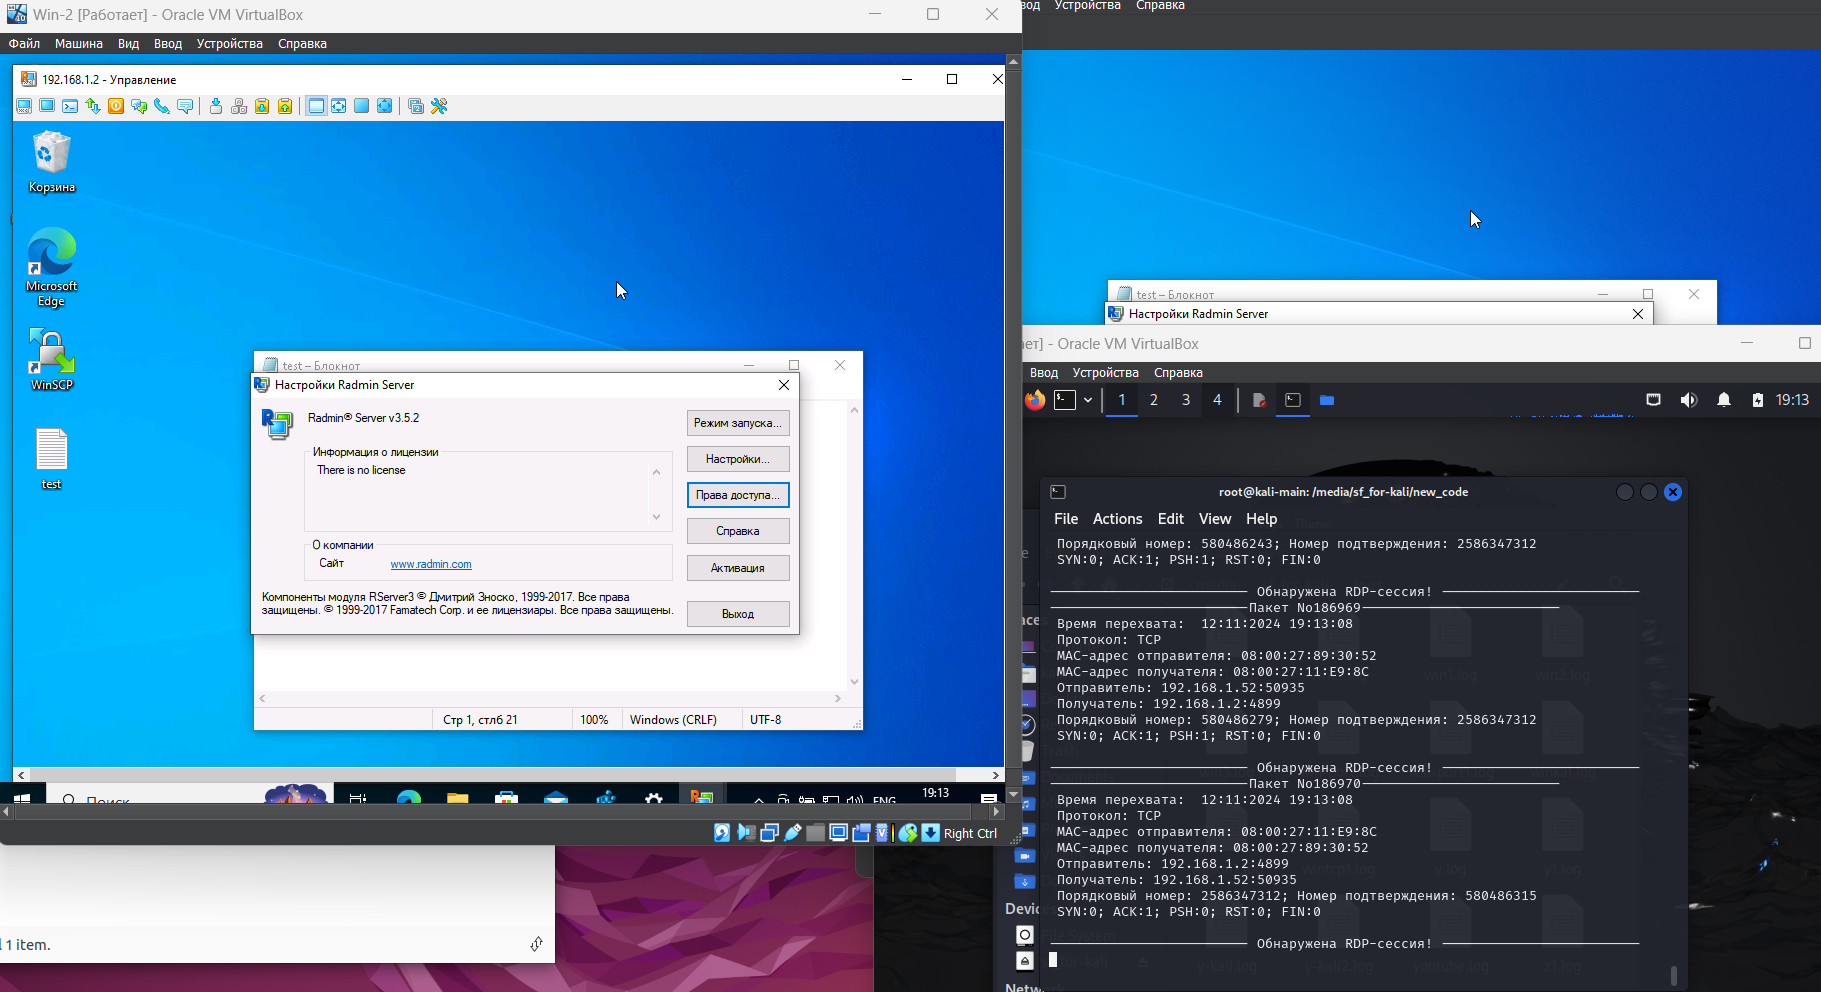 Win-2 [Работает] - Oracle VM VirtualBox
Файл Машина Вид Ввод Устройства Справка
192.168.1.2 - Управление
Корзина
Microsoft
Edge
WinSCP
test
test – Блокнот
Настройки Radmin Server
Radmin® Server v3.5.2
Информация о лицензии
There is no license
О компании
Сайт www.radmin.com
Компоненты модуля RServer3 © Дмитрий Зноско, 1999-2017. Все права
защищены. © 1999-2017 Famatech Corp. и ее лицензиары. Все права защищены.
Режим запуска...
Настройки...
Права доступа...
Справка
Активация
Выход
Стр 1, стлб 21 100% Windows (CRLF) UTF-8
Поиск
ENG
19:13
Right Ctrl
1 item.
вод Устройства Справка
test – Блокнот
Настройки Radmin Server
ает] - Oracle VM VirtualBox
Ввод Устройства Справка
1 2 3 4
19:13
root@kali-main: /media/sf_for-kali/new_code
File Actions Edit View Help
Порядковый номер: 580486243; Номер подтверждения: 2586347312
SYN:0; ACK:1; PSH:1; RST:0; FIN:0
Обнаружена RDP-сессия!
Пакет No186969
Время перехвата: 12:11:2024 19:13:08
Протокол: TCP
MAC-адрес отправителя: 08:00:27:89:30:52
MAC-адрес получателя: 08:00:27:11:E9:8C
Отправитель: 192.168.1.52:50935
Получатель: 192.168.1.2:4899
Порядковый номер: 580486279; Номер подтверждения: 2586347312
SYN:0; ACK:1; PSH:1; RST:0; FIN:0
Обнаружена RDP-сессия!
Пакет No186970
Время перехвата: 12:11:2024 19:13:08
Протокол: TCP
MAC-адрес отправителя: 08:00:27:11:E9:8C
MAC-адрес получателя: 08:00:27:89:30:52
Отправитель: 192.168.1.2:4899
Получатель: 192.168.1.52:50935
Порядковый номер: 2586347312; Номер подтверждения: 580486315
SYN:0; ACK:1; PSH:0; RST:0; FIN:0
Обнаружена RDP-сессия!
Devic
Netw